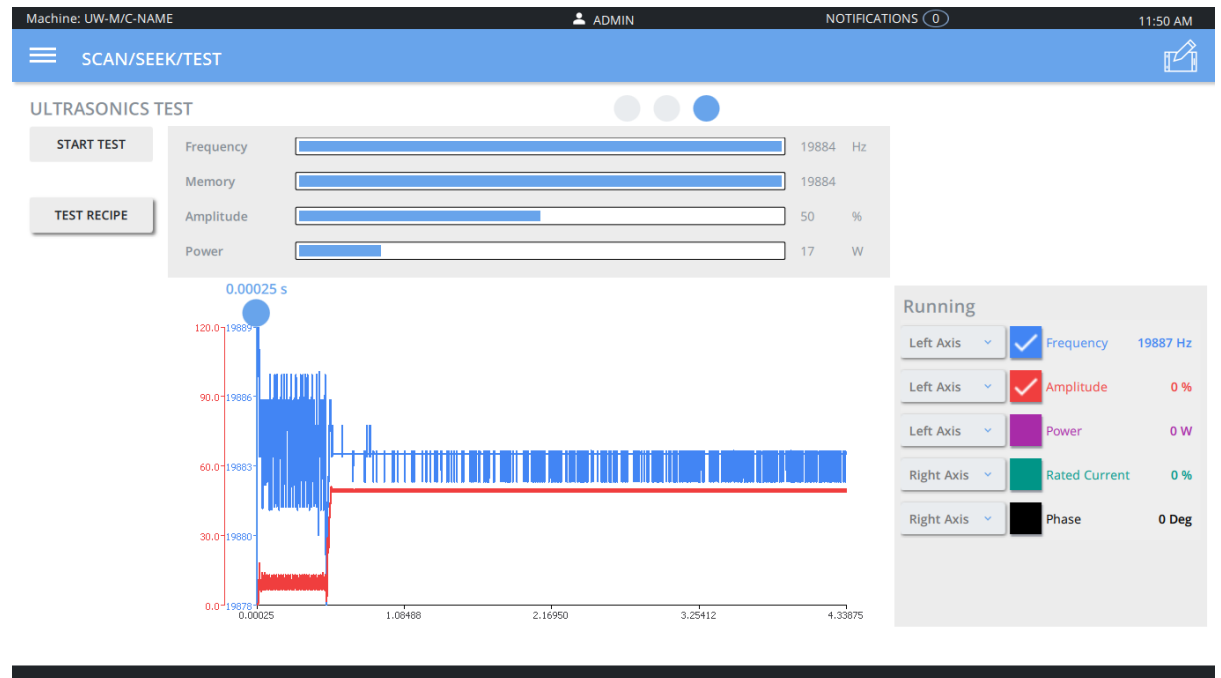 Machine: UW-M/C-NAME ADMIN NOTIFICATIONS 0 11:50 AM
SCAN/SEEK/TEST
ULTRASONICS TEST
START TEST
TEST RECIPE
Frequency 19884 Hz
Memory 19884
Amplitude 50 %
Power 17 W
0.00025 s
120.0 19889
90.0 19886
60.0 19883
30.0 19880
0.0 19878
0.00025 1.08488 2.16950 3.25412 4.33875
Running
Left Axis Frequency 19887 Hz
Left Axis Amplitude 0 %
Left Axis Power 0 W
Right Axis Rated Current 0 %
Right Axis Phase 0 Deg